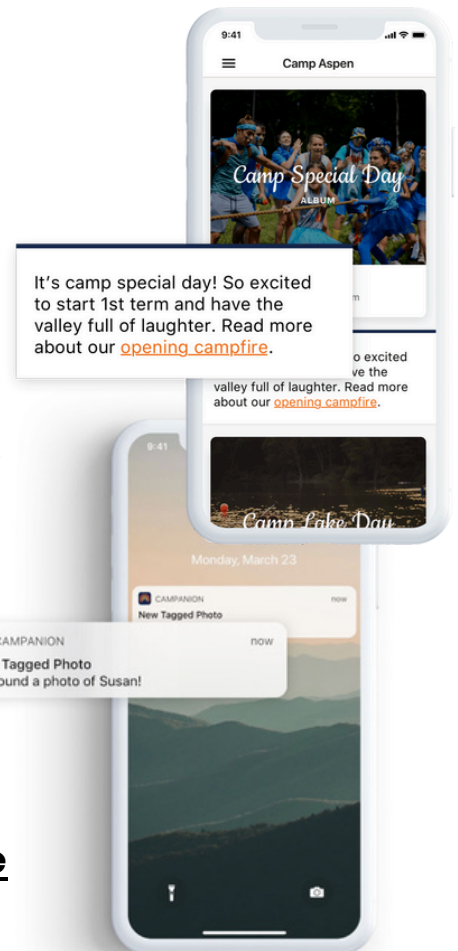 9:41
Camp Aspen
Camp Special Day
ALBUM
It's camp special day! So excited
to start 1st term and have the
valley full of laughter. Read more
about our opening campfire.
m
o excited
ve the
valley full of laughter. Read more
about our opening campfire.
Camp Lake Day
9:41
Monday, March 23
CAMPANION
now
New Tagged Photo
CAMPANION
now
Tagged Photo
ound a photo of Susan!
e